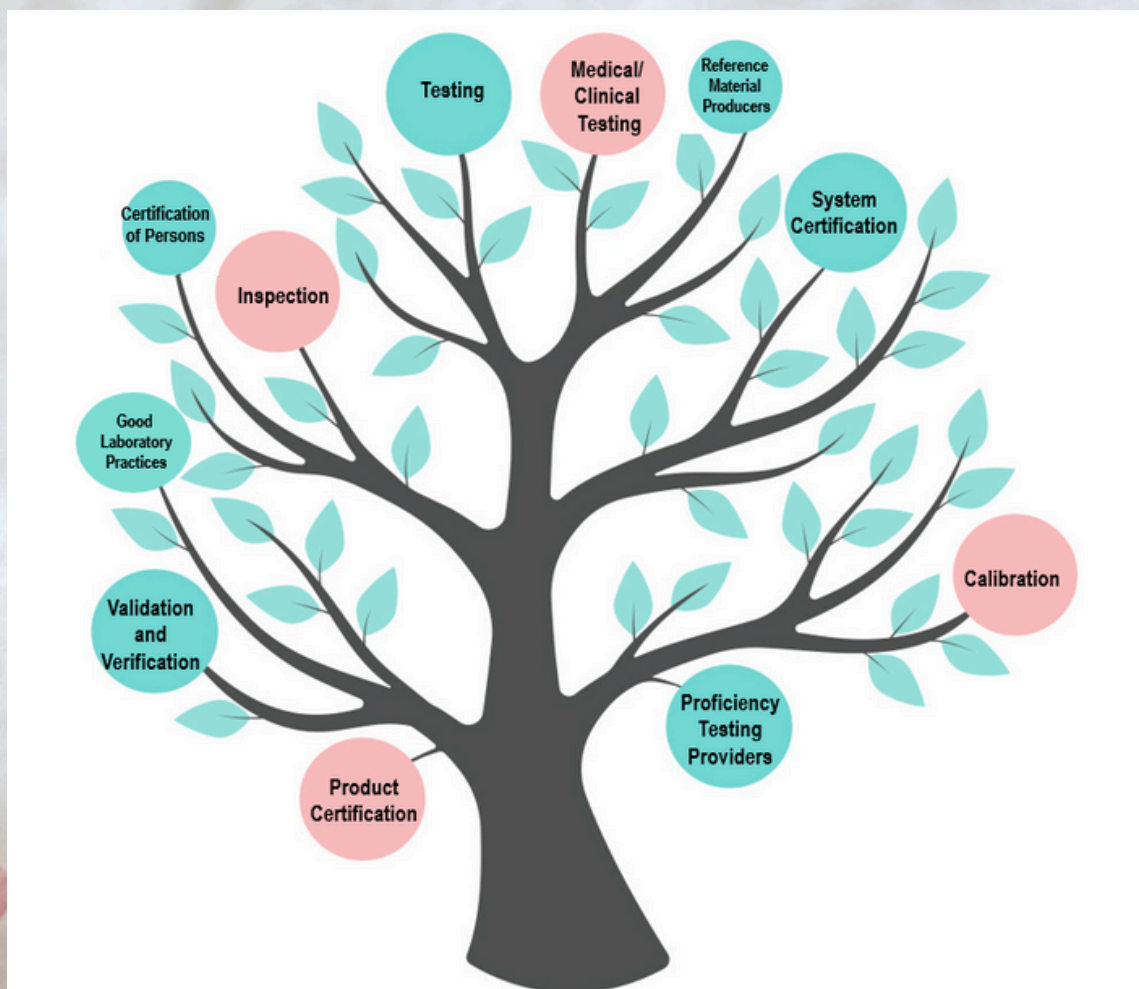 Testing
Medical/
Clinical
Testing
Reference
Material
Producers
Certification
of Persons
System
Certification
Inspection
Good
Laboratory
Practices
Calibration
Validation
and
Verification
Proficiency
Testing
Providers
Product
Certification